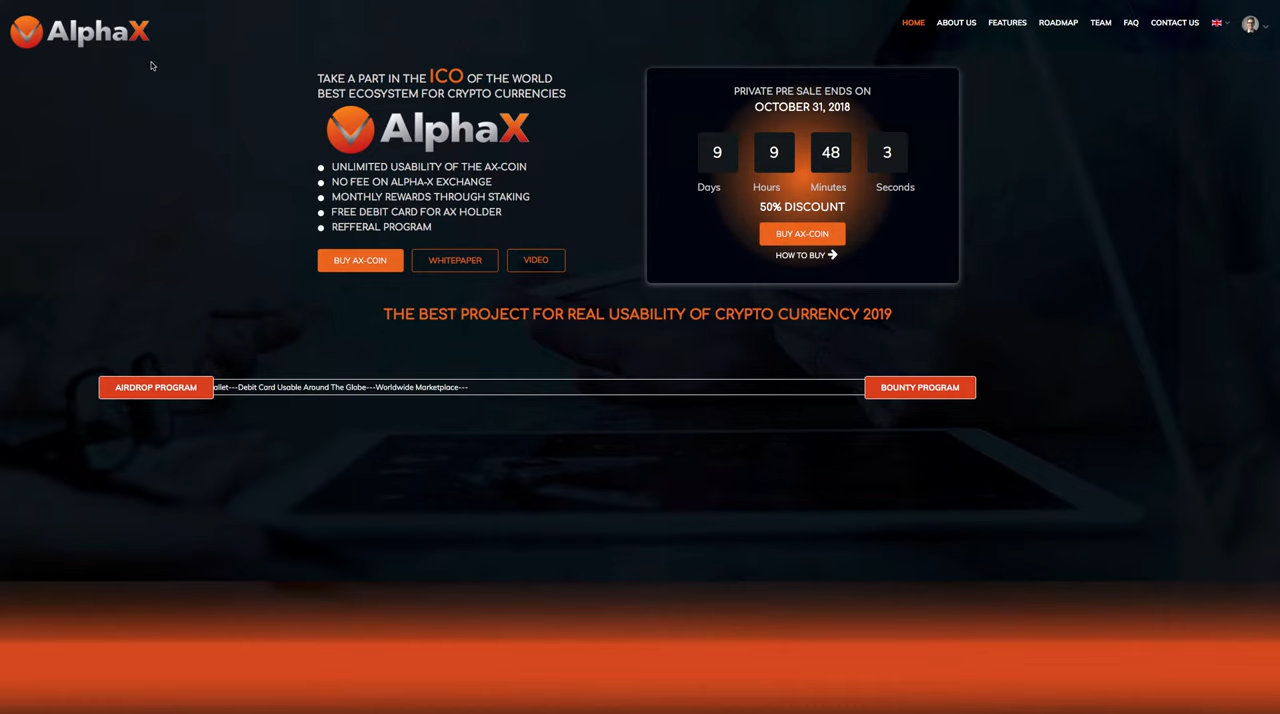 AlphaX
HOME ABOUT US FEATURES ROADMAP TEAM FAQ CONTACT US
TAKE A PART IN THE ICO OF THE WORLD
BEST ECOSYSTEM FOR CRYPTO CURRENCIES
AlphaX
UNLIMITED USABILITY OF THE AX-COIN
NO FEE ON ALPHA-X EXCHANGE
MONTHLY REWARDS THROUGH STAKING
FREE DEBIT CARD FOR AX HOLDER
REFFERAL PROGRAM
BUY AX-COIN WHITEPAPER VIDEO
PRIVATE PRE SALE ENDS ON
OCTOBER 31, 2018
9 9 48 3
Days Hours Minutes Seconds
50% DISCOUNT
BUY AX-COIN
HOW TO BUY
THE BEST PROJECT FOR REAL USABILITY OF CRYPTO CURRENCY 2019
AIRDROP PROGRAM allet---Debit Card Usable Around The Globe---Worldwide Marketplace--- BOUNTY PROGRAM